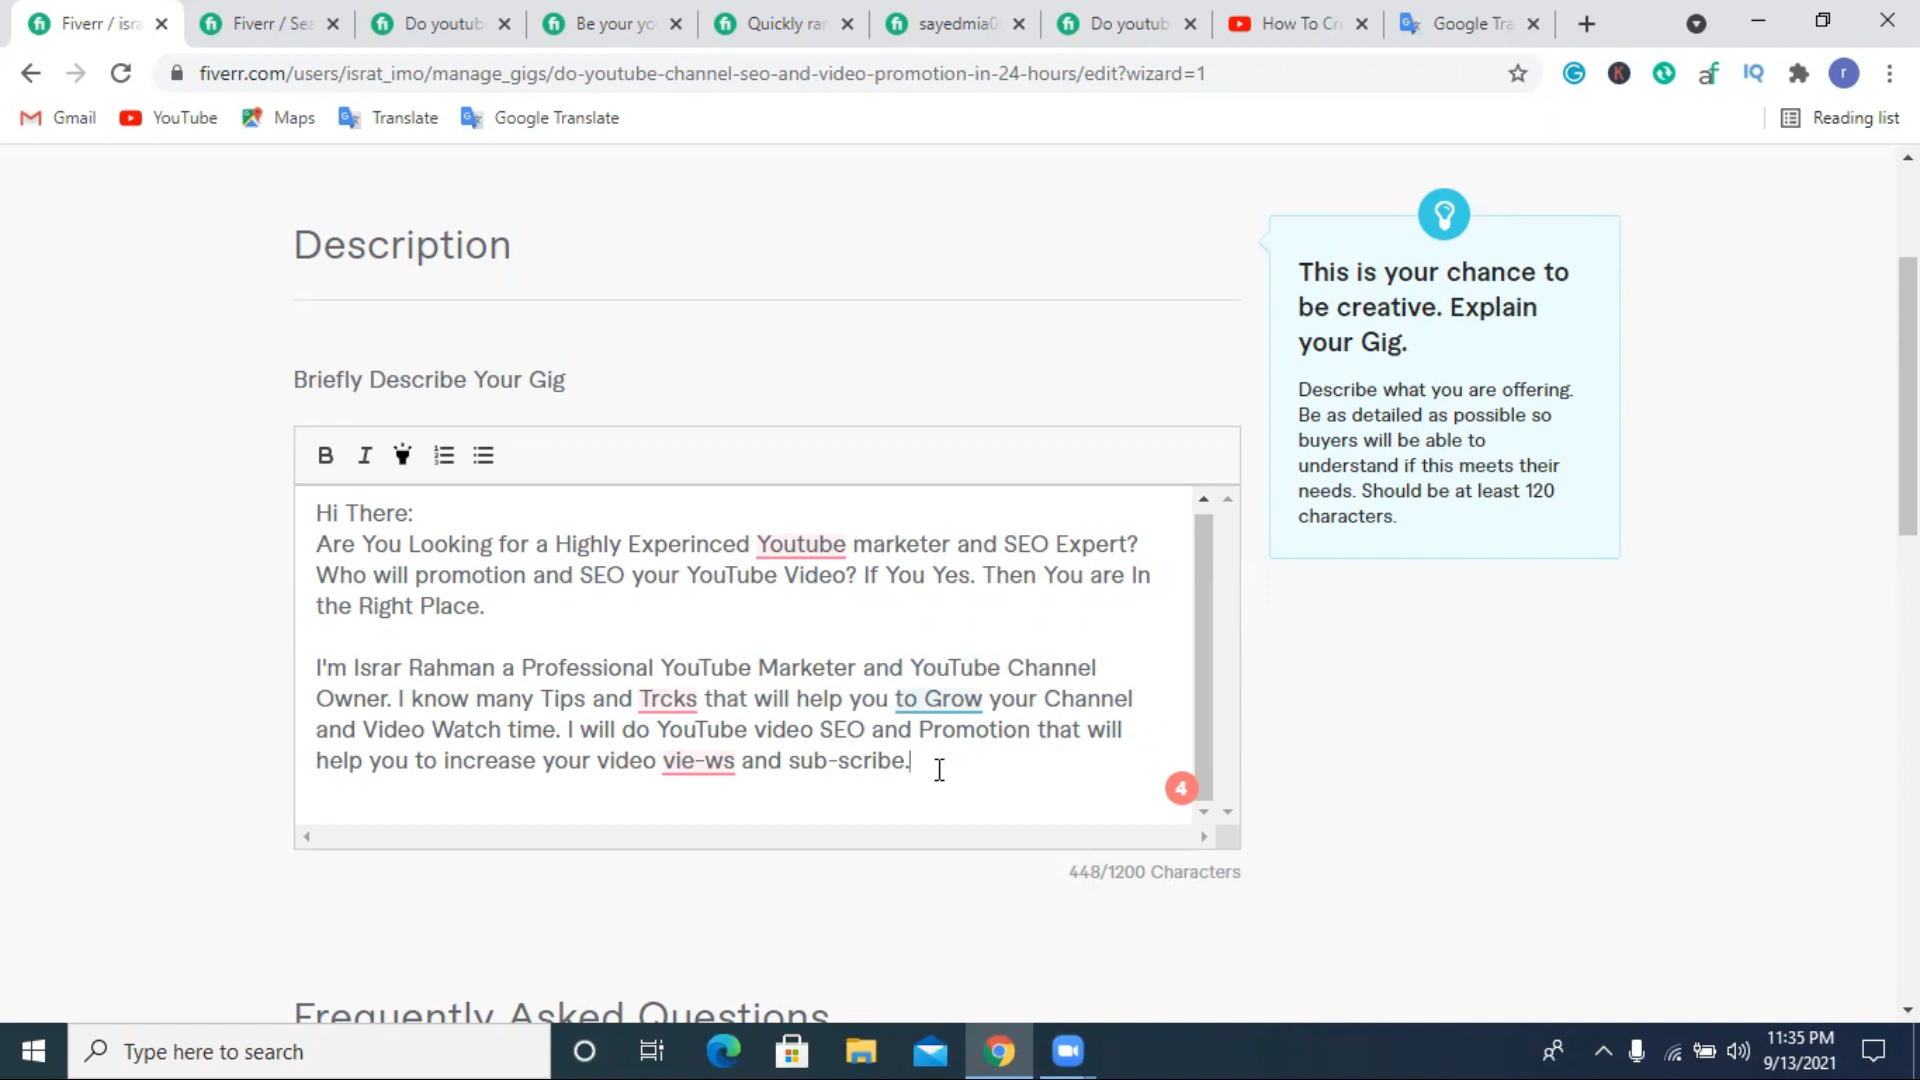 Fiverr / isra
Fiverr / Sea
Do youtub
Be your yo
Quickly ran
sayedmia0
Do youtub
How To Cr
Google Tra
fiverr.com/users/israt_imo/manage_gigs/do-youtube-channel-seo-and-video-promotion-in-24-hours/edit?wizard=1
Gmail
YouTube
Maps
Translate
Google Translate
Reading list
Description
Briefly Describe Your Gig
Hi There:
Are You Looking for a Highly Experinced Youtube marketer and SEO Expert?
Who will promotion and SEO your YouTube Video? If You Yes. Then You are In
the Right Place.
I'm Israr Rahman a Professional YouTube Marketer and YouTube Channel
Owner. I know many Tips and Trcks that will help you to Grow your Channel
and Video Watch time. I will do YouTube video SEO and Promotion that will
help you to increase your video vie-ws and sub-scribe.
4
448/1200 Characters
This is your chance to
be creative. Explain
your Gig.
Describe what you are offering.
Be as detailed as possible so
buyers will be able to
understand if this meets their
needs. Should be at least 120
characters.
Frequently Asked Questions
Type here to search
11:35 PM
9/13/2021